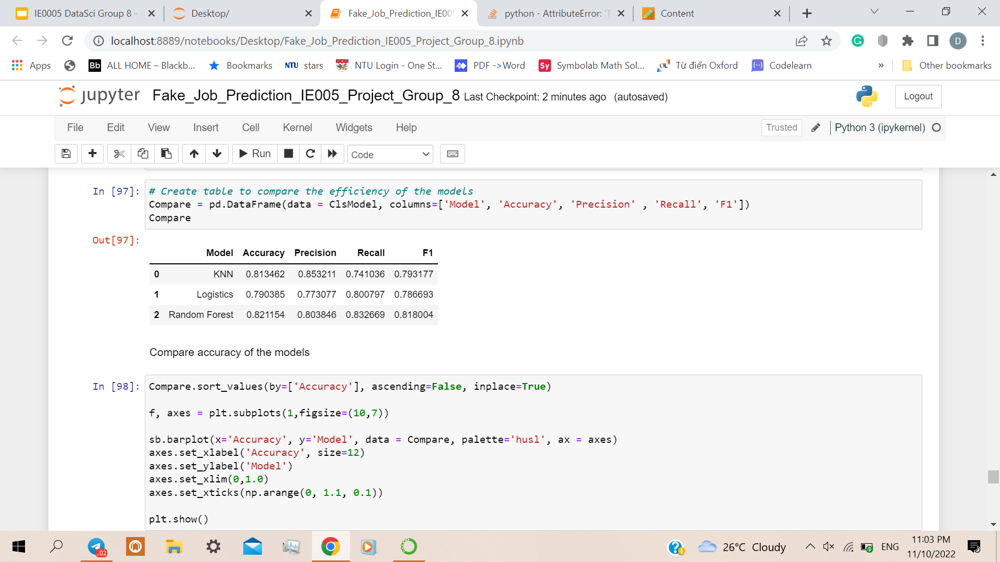 IE0005 DataSci Group 8 -
Desktop/
Fake_Job_Prediction_IE00
python - AttributeError: 'T
Content
localhost:8889/notebooks/Desktop/Fake_Job_Prediction_IE005_Project_Group_8.ipynb
D
Apps
Bb ALL HOME – Blackb...
Bookmarks
NTU stars
NTU Login - One St...
PDF ->Word
Sy Symbolab Math Sol...
OL Từ điển Oxford
Codelearn
»
Other bookmarks
jupyter Fake_Job_Prediction_IE005_Project_Group_8 Last Checkpoint: 2 minutes ago (autosaved)
Logout
File Edit View Insert Cell Kernel Widgets Help
Trusted
Python 3 (ipykernel)
Run
Code
In [97]:
# Create table to compare the efficiency of the models
Compare = pd.DataFrame(data = ClsModel, columns=['Model', 'Accuracy', 'Precision' , 'Recall', 'F1'])
Compare
Out[97]:
Model Accuracy Precision Recall F1
0 KNN 0.813462 0.853211 0.741036 0.793177
1 Logistics 0.790385 0.773077 0.800797 0.786693
2 Random Forest 0.821154 0.803846 0.832669 0.818004
Compare accuracy of the models
In [98]:
Compare.sort_values(by=['Accuracy'], ascending=False, inplace=True)
f, axes = plt.subplots(1,figsize=(10,7))
sb.barplot(x='Accuracy', y='Model', data = Compare, palette='husl', ax = axes)
axes.set_xlabel('Accuracy', size=12)
axes.set_ylabel('Model')
axes.set_xlim(0,1.0)
axes.set_xticks(np.arange(0, 1.1, 0.1))
plt.show()
..02
26°C Cloudy
ENG
11:03 PM
11/10/2022